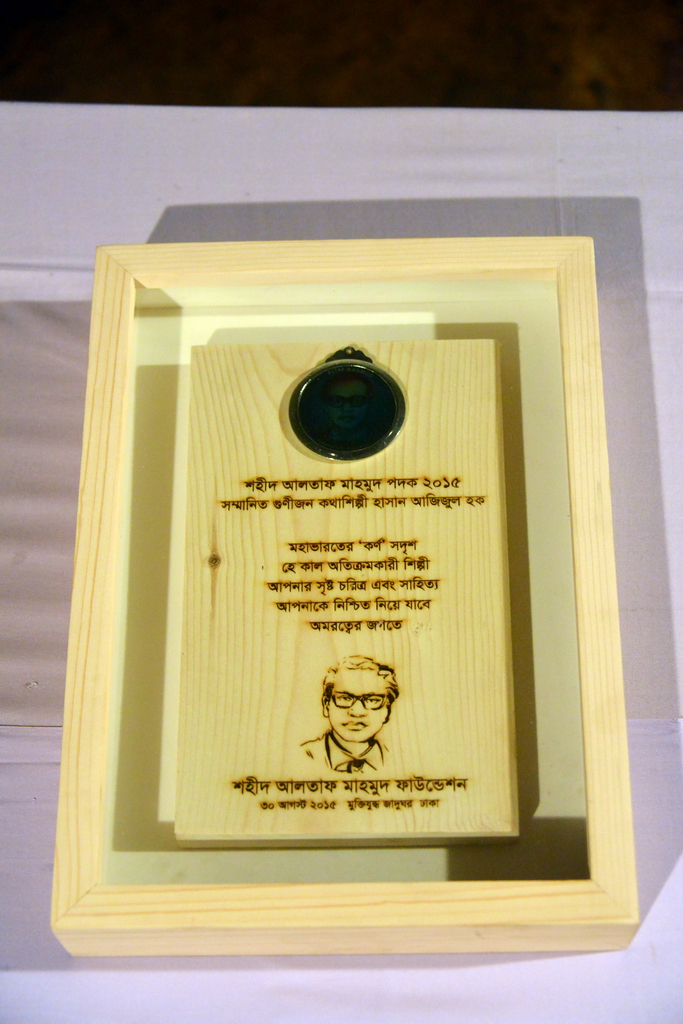 শহীদ আলতাফ মাহমুদ পদক ২০১৫
সম্মানিত গুণীজন কথাশিল্পী হাসান আজিজুল হক
মহাভারতের ‘কর্ণ’ সদৃশ
হে কাল অতিক্রমকারী শিল্পী
আপনার সৃষ্ট চরিত্র এবং সাহিত্য
আপনাকে নিশ্চিত নিয়ে যাবে
অমরত্বের জগতে
শহীদ আলতাফ মাহমুদ ফাউন্ডেশন
৩০ আগস্ট ২০১৫ মুক্তিযুদ্ধ জাদুঘর ঢাকা